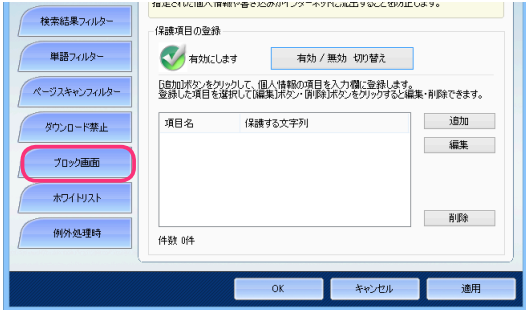 検索結果フィルター
単語フィルター
ページスキャンフィルター
ダウンロード禁止
ブロック画面
ホワイトリスト
例外処理時
指定された個人情報や書き込みがインターネット上に流出することを防止します。
保護項目の登録
有効にします
有効 / 無効 切り替え
[追加]ボタンをクリックして、個人情報の項目を入力欄に登録します。
登録した項目を選択して[編集]ボタン・[削除]ボタンをクリックすると編集・削除できます。
項目名
保護する文字列
追加
編集
削除
件数 0件
OK
キャンセル
適用